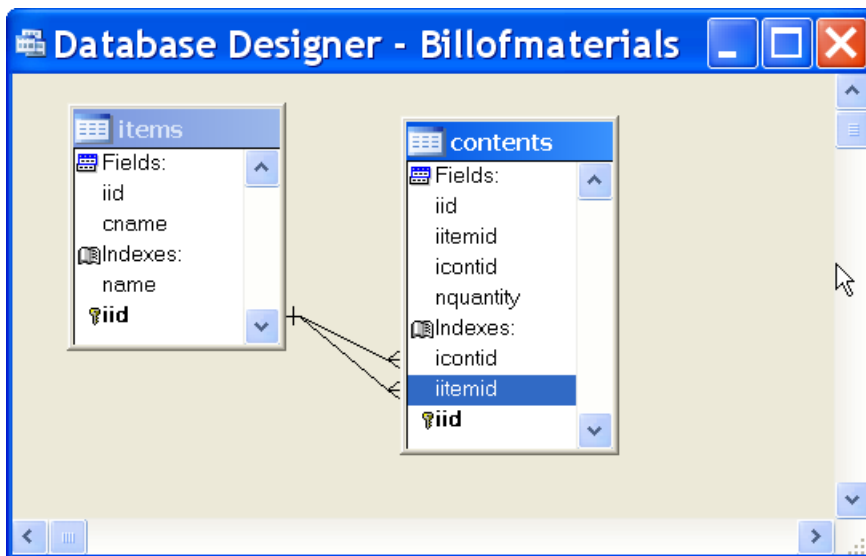 Database Designer - Billofmaterials
items
Fields:
iid
cname
Indexes:
name
iid
contents
Fields:
iid
iitemid
icontid
nquantity
Indexes:
icontid
iitemid
iid